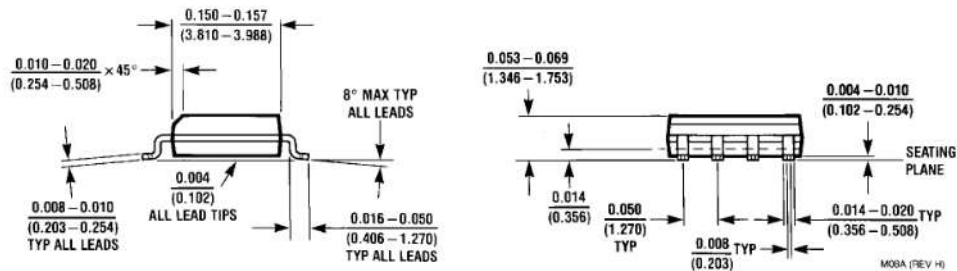 0.150–0.157
(3.810–3.988)
0.010–0.020
(0.254–0.508)
×45°
8° MAX TYP
ALL LEADS
0.004
(0.102)
ALL LEAD TIPS
0.008–0.010
(0.203–0.254)
TYP ALL LEADS
0.016–0.050
(0.406–1.270)
TYP ALL LEADS
0.053–0.069
(1.346–1.753)
0.004–0.010
(0.102–0.254)
SEATING
PLANE
0.014
(0.356)
0.050
(1.270)
TYP
0.014–0.020
(0.356–0.508)
TYP
0.008
(0.203)
TYP
M08A (REV H)